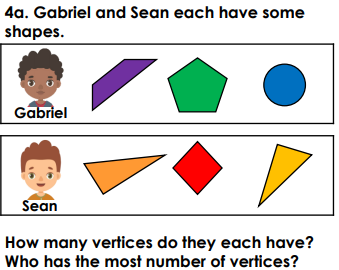 4a. Gabriel and Sean each have some
shapes.
Gabriel
Sean
How many vertices do they each have?
Who has the most number of vertices?